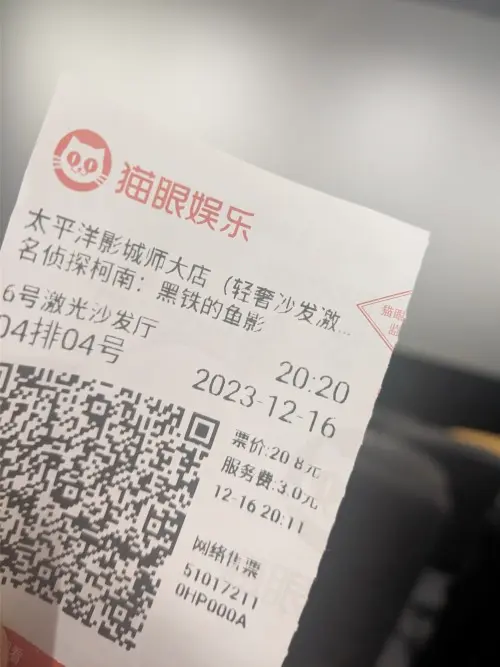 猫眼娱乐
太平洋影城师大店（轻奢沙发激...
名侦探柯南：黑铁的鱼影
猫眼
6号激光沙发厅
04排04号
20:20
2023-12-16
票价:20.8元
服务费:3.0元
12-16 20:11
网络售票
51017211
0HP000A